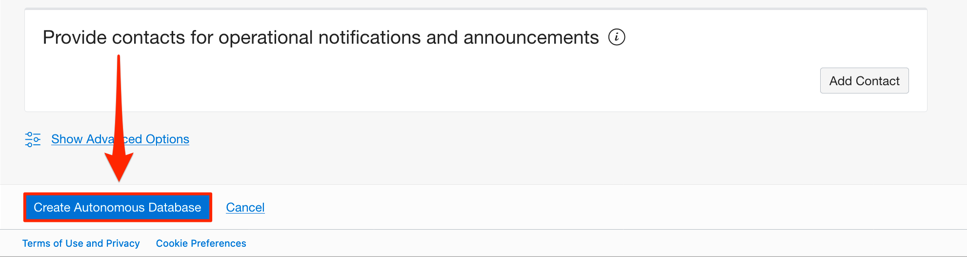 Provide contacts for operational notifications and announcements
Add Contact
Show Advanced Options
Create Autonomous Database Cancel
Terms of Use and Privacy Cookie Preferences